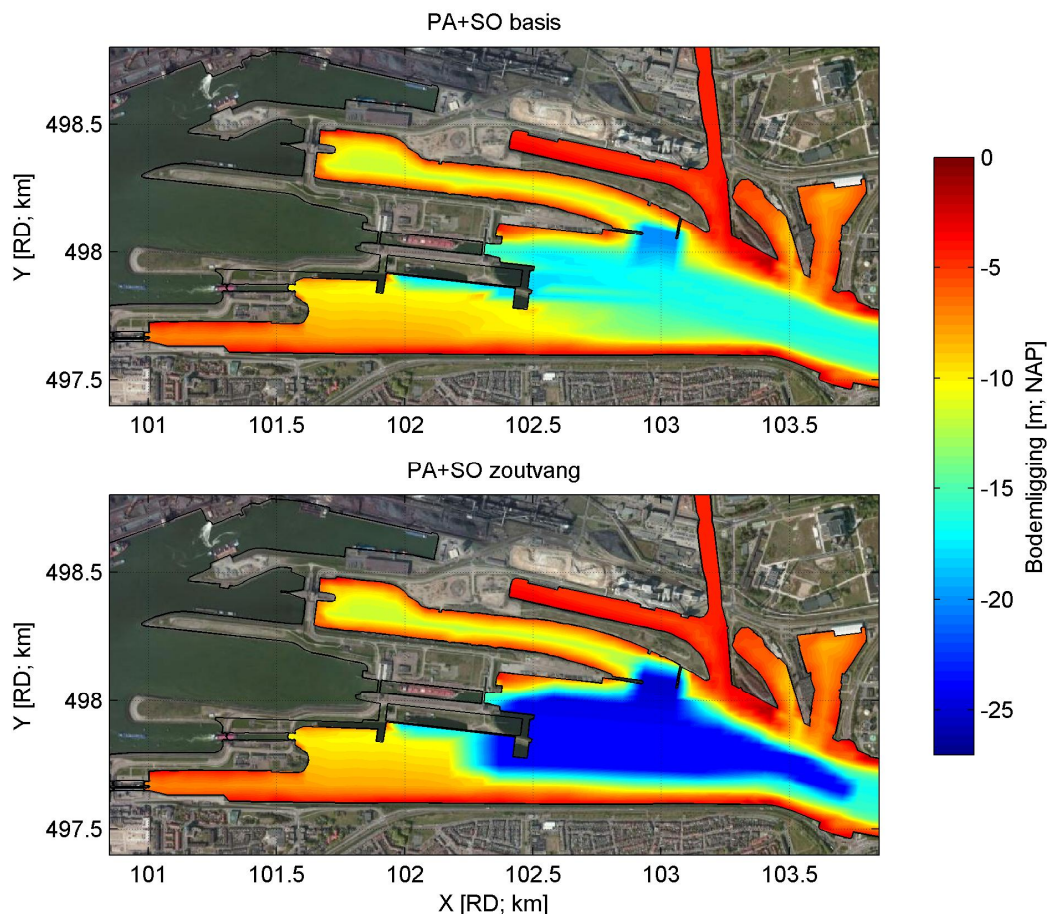 PA+SO basis
498.5
498
497.5
Y [RD; km]
101 101.5 102 102.5 103 103.5
PA+SO zoutvang
498.5
498
497.5
Y [RD; km]
101 101.5 102 102.5 103 103.5
X [RD; km]
0
-5
-10
-15
-20
-25
Bodemligging [m; NAP]